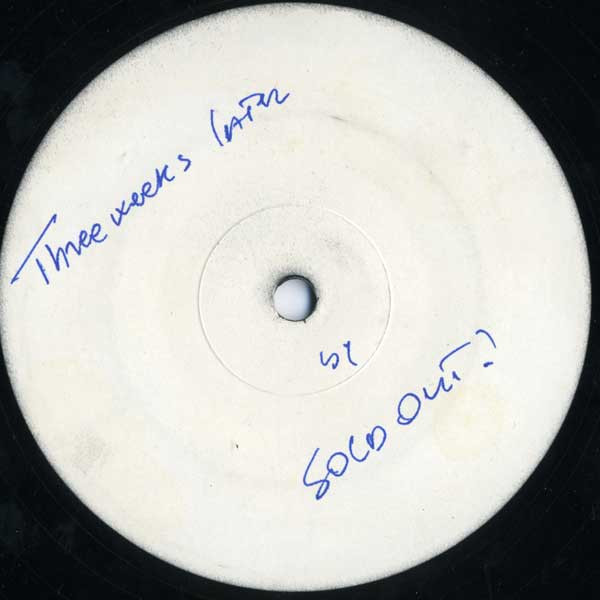 Three weeks later
by
SOLD OUT?